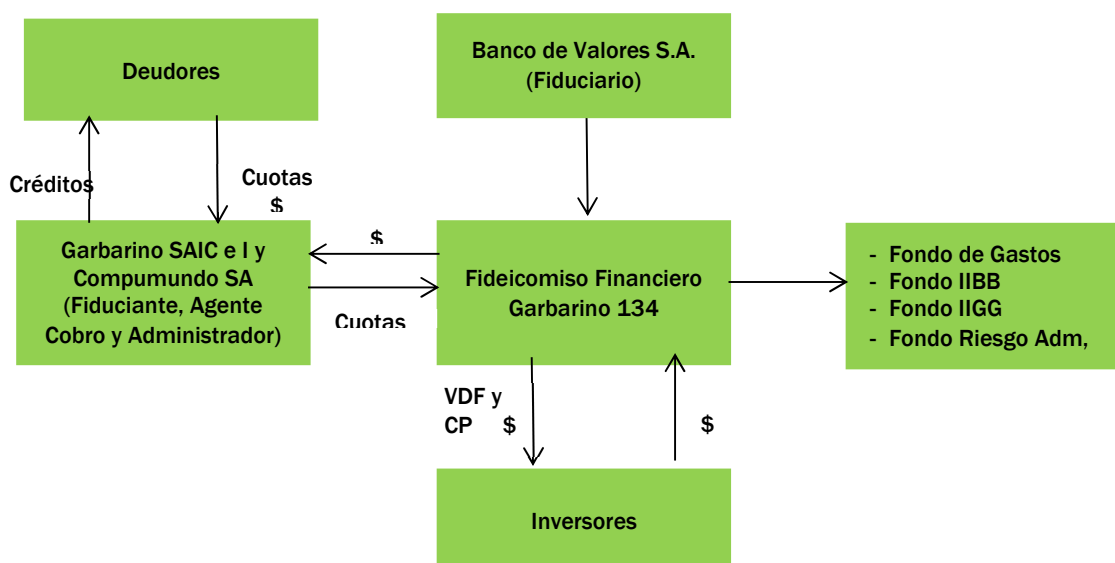 Deudores
Banco de Valores S.A.
(Fiduciario)
Créditos
Cuotas
$
Garbarino SAIC e I y
Compumundo SA
(Fiduciante, Agente
Cobro y Administrador)
$
Cuotas
Fideicomiso Financiero
Garbarino 134
- Fondo de Gastos
- Fondo IIBB
- Fondo IIGG
- Fondo Riesgo Adm,
VDF y
CP $
$
Inversores